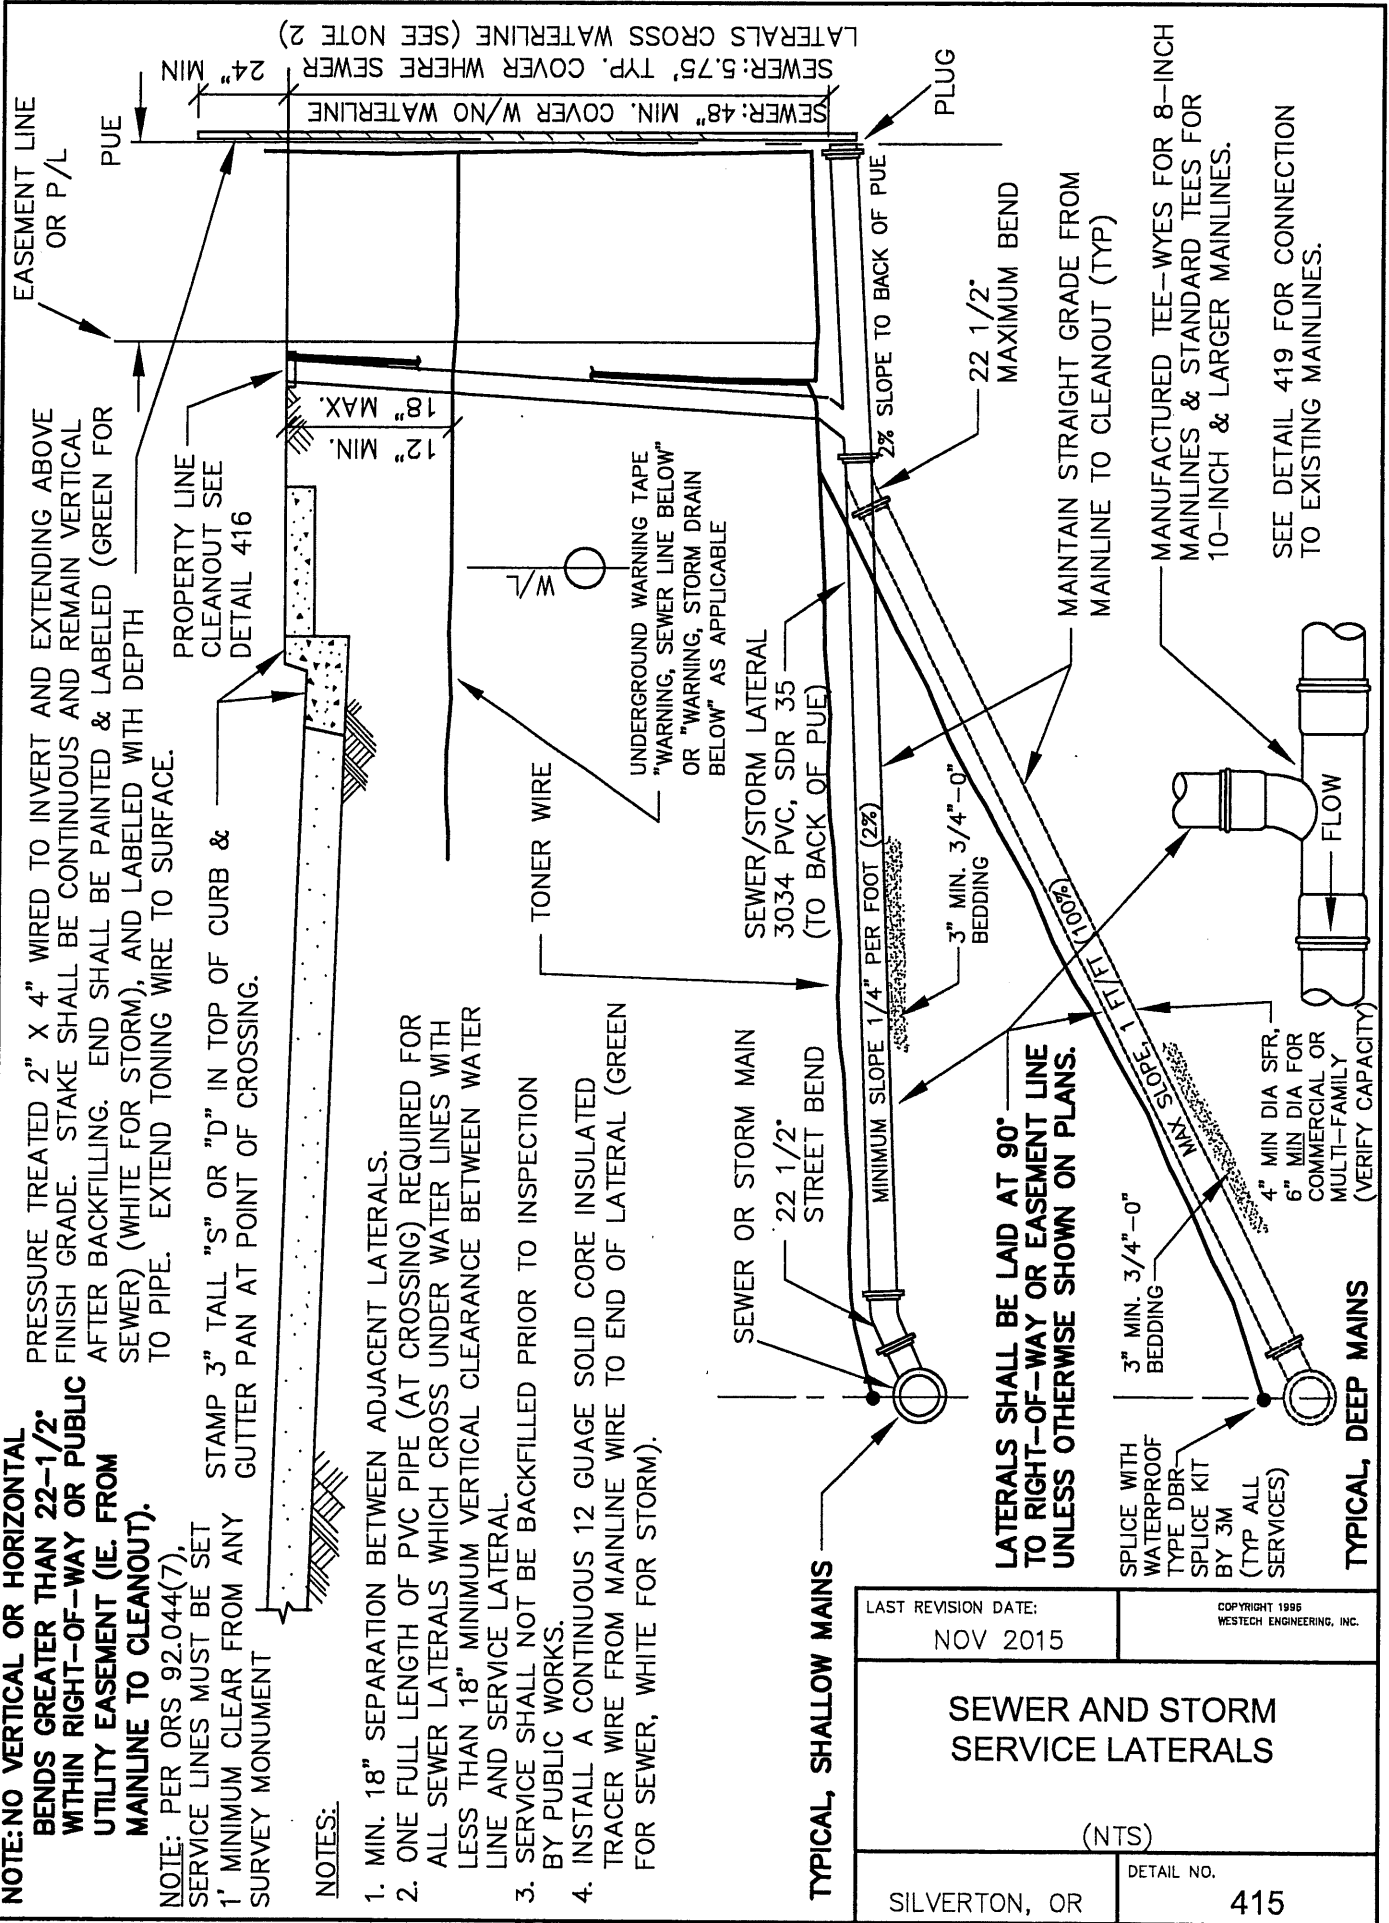 NOTE: NO VERTICAL OR HORIZONTAL
BENDS GREATER THAN 22-1/2°
WITHIN RIGHT-OF-WAY OR PUBLIC
UTILITY EASEMENT (IE. FROM
MAINLINE TO CLEANOUT).
NOTE: PER ORS 92.044(7),
SERVICE LINES MUST BE SET
1' MINIMUM CLEAR FROM ANY
SURVEY MONUMENT
PRESSURE TREATED 2" X 4" WIRED TO INVERT AND EXTENDING ABOVE
FINISH GRADE. STAKE SHALL BE CONTINUOUS AND REMAIN VERTICAL
AFTER BACKFILLING. END SHALL BE PAINTED & LABELED (GREEN FOR
SEWER) (WHITE FOR STORM), AND LABELED WITH DEPTH
TO PIPE. EXTEND TONING WIRE TO SURFACE.
STAMP 3" TALL "S" OR "D" IN TOP OF CURB &
GUTTER PAN AT POINT OF CROSSING.
PROPERTY LINE
CLEANOUT SEE
DETAIL 416
EASEMENT LINE
OR P/L
PUE
24" MIN
SEWER: 48" MIN. COVER W/NO WATERLINE
SEWER: 5.75' TYP. COVER WHERE SEWER
LATERALS CROSS WATERLINE (SEE NOTE 2)
12" MIN.
18" MAX.
W/L
NOTES:
1. MIN. 18" SEPARATION BETWEEN ADJACENT LATERALS.
2. ONE FULL LENGTH OF PVC PIPE (AT CROSSING) REQUIRED FOR
ALL SEWER LATERALS WHICH CROSS UNDER WATER LINES WITH
LESS THAN 18" MINIMUM VERTICAL CLEARANCE BETWEEN WATER
LINE AND SERVICE LATERAL.
3. SERVICE SHALL NOT BE BACKFILLED PRIOR TO INSPECTION
BY PUBLIC WORKS.
4. INSTALL A CONTINUOUS 12 GUAGE SOLID CORE INSULATED
TRACER WIRE FROM MAINLINE WIRE TO END OF LATERAL (GREEN
FOR SEWER, WHITE FOR STORM).
TONER WIRE
UNDERGROUND WARNING TAPE
"WARNING, SEWER LINE BELOW"
OR "WARNING, STORM DRAIN
BELOW" AS APPLICABLE
SEWER/STORM LATERAL
3034 PVC, SDR 35
(TO BACK OF PUE)
PLUG
2% SLOPE TO BACK OF PUE
22 1/2°
MAXIMUM BEND
MAINTAIN STRAIGHT GRADE FROM
MAINLINE TO CLEANOUT (TYP)
SEWER OR STORM MAIN
22 1/2°
STREET BEND
MINIMUM SLOPE 1/4" PER FOOT (2%)
3" MIN. 3/4"-0"
BEDDING
TYPICAL, SHALLOW MAINS
LATERALS SHALL BE LAID AT 90°
TO RIGHT-OF-WAY OR EASEMENT LINE
UNLESS OTHERWISE SHOWN ON PLANS.
MAX SLOPE, 1 FT/FT (100%)
3" MIN. 3/4"-0"
BEDDING
SPLICE WITH
WATERPROOF
TYPE DBR
SPLICE KIT
BY 3M
(TYP ALL
SERVICES)
4" MIN DIA SFR,
6" MIN DIA FOR
COMMERCIAL OR
MULTI-FAMILY
(VERIFY CAPACITY)
TYPICAL, DEEP MAINS
MANUFACTURED TEE-WYES FOR 8-INCH
MAINLINES & STANDARD TEES FOR
10-INCH & LARGER MAINLINES.
SEE DETAIL 419 FOR CONNECTION
TO EXISTING MAINLINES.
FLOW
LAST REVISION DATE:
NOV 2015
COPYRIGHT 1996
WESTECH ENGINEERING, INC.
SEWER AND STORM
SERVICE LATERALS
(NTS)
SILVERTON, OR
DETAIL NO.
415